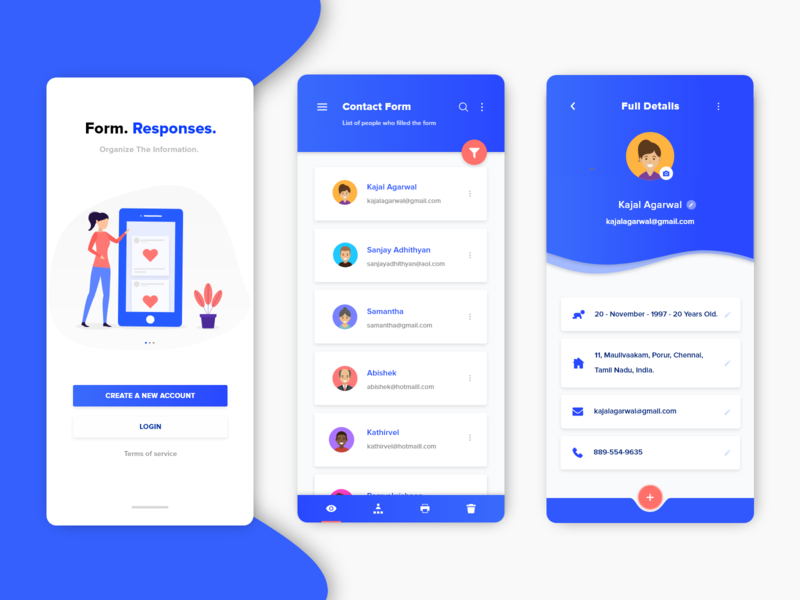 Form. Responses.
Organize The Information.
CREATE A NEW ACCOUNT
LOGIN
Terms of service
Contact Form
List of people who filled the form
Kajal Agarwal
kajalagarwal@gmail.com
Sanjay Adhithyan
sanjayadhithyan@aol.com
Samantha
samantha@gmail.com
Abishek
abishek@hotmaill.com
Kathirvel
kathirvel@hotmaill.com
Full Details
Kajal Agarwal
kajalagarwal@gmail.com
20 - November - 1997 - 20 Years Old.
11, Maulivaakam, Porur, Chennai,
Tamil Nadu, India.
kajalagarwal@gmail.com
889-554-9635